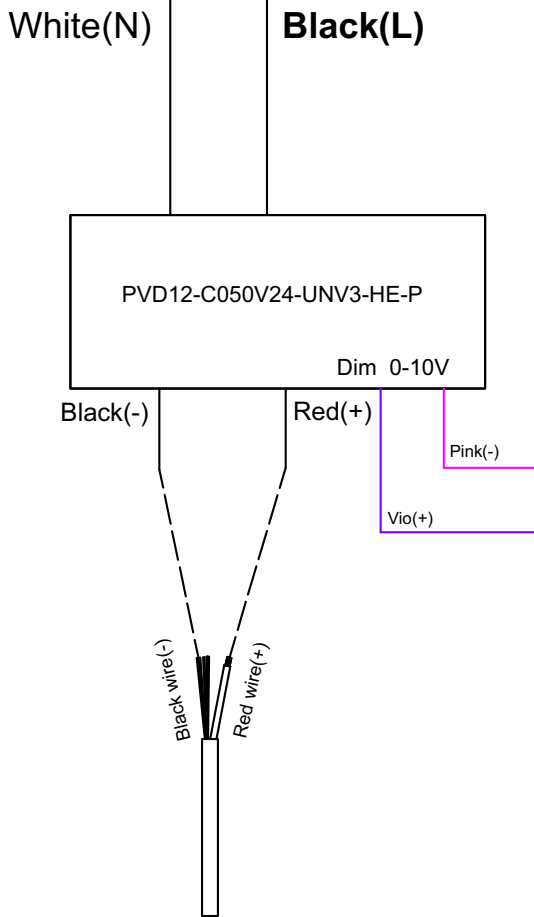 White(N)
Black(L)
PVD12-C050V24-UNV3-HE-P
Dim 0-10V
Black(-)
Red(+)
Pink(-)
Vio(+)
Black wire(-)
Red wire(+)